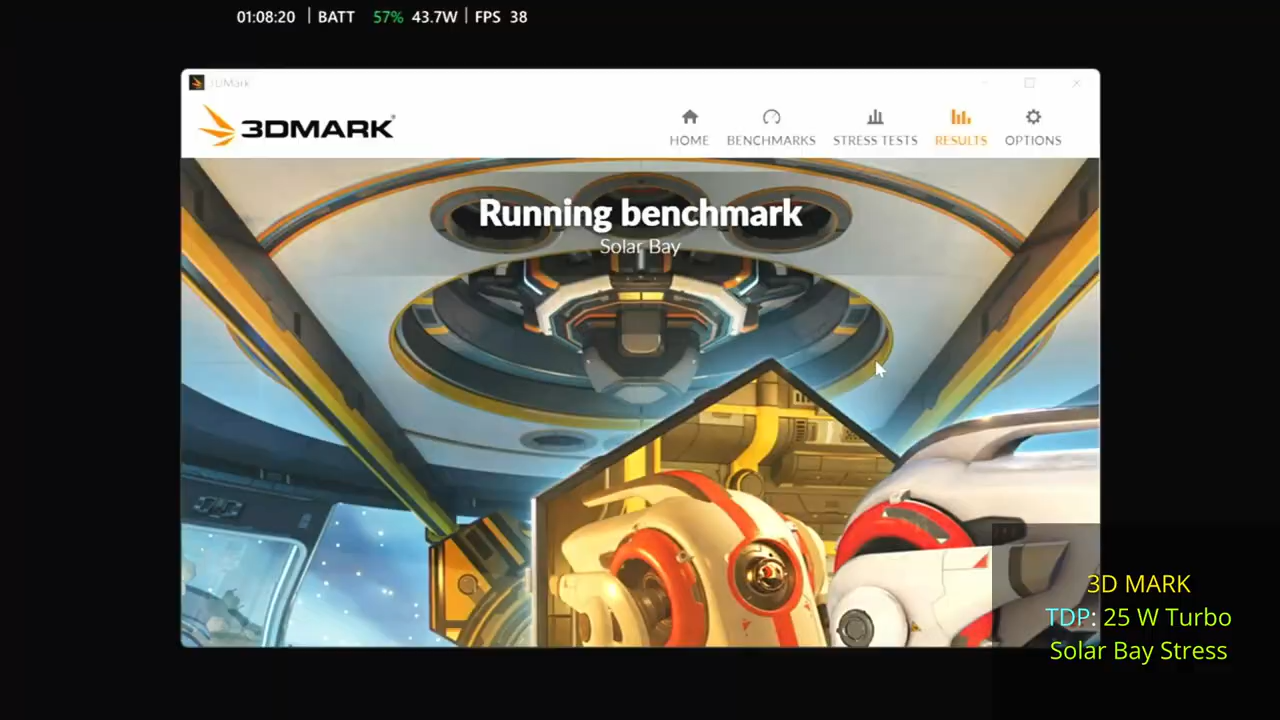 01:08:20 | BATT 57% 43.7W | FPS 38
3DMark
3DMARK
HOME BENCHMARKS STRESS TESTS RESULTS OPTIONS
Running benchmark
Solar Bay
3D MARK
TDP: 25 W Turbo
Solar Bay Stress